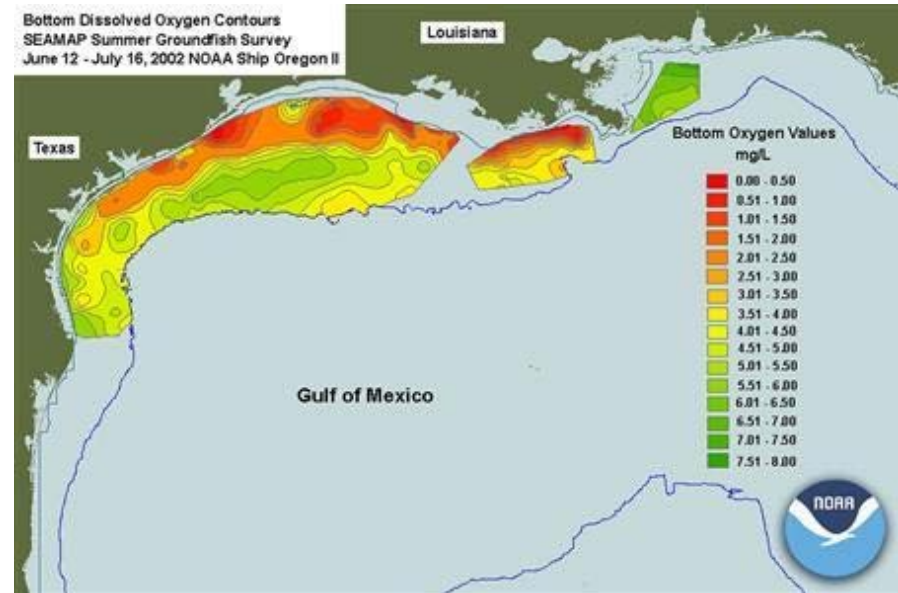 Bottom Dissolved Oxygen Contours
SEAMAP Summer Groundfish Survey
June 12 - July 16, 2002 NOAA Ship Oregon II
Louisiana
Texas
Bottom Oxygen Values
mg/L
0.00 - 0.50
0.51 - 1.00
1.01 - 1.50
1.51 - 2.00
2.01 - 2.50
2.51 - 3.00
3.01 - 3.50
3.51 - 4.00
4.01 - 4.50
4.51 - 5.00
5.01 - 5.50
5.51 - 6.00
6.01 - 6.50
6.51 - 7.00
7.01 - 7.50
7.51 - 8.00
Gulf of Mexico
NOAA